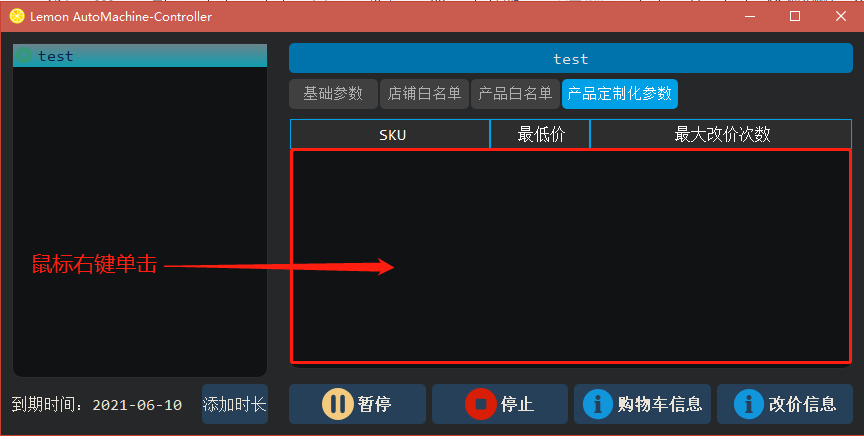 Lemon AutoMachine-Controller
test
test
基础参数 店铺白名单 产品白名单 产品定制化参数
SKU 最低价 最大改价次数
鼠标右键单击
到期时间：2021-06-10 添加时长 暂停 停止 购物车信息 改价信息